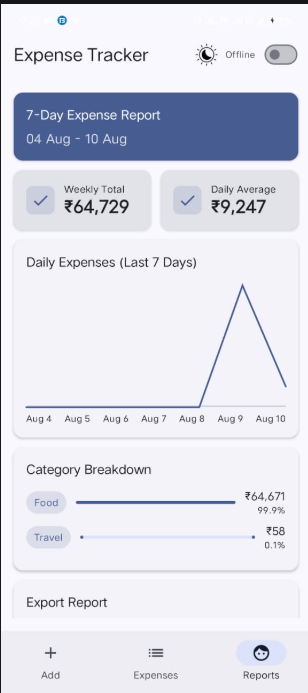 Expense Tracker
Offline
7-Day Expense Report
04 Aug - 10 Aug
Weekly Total
₹64,729
Daily Average
₹9,247
Daily Expenses (Last 7 Days)
Aug 4 Aug 5 Aug 6 Aug 7 Aug 8 Aug 9 Aug 10
Category Breakdown
Food
₹64,671
99.9%
Travel
₹58
0.1%
Export Report
Add
Expenses
Reports